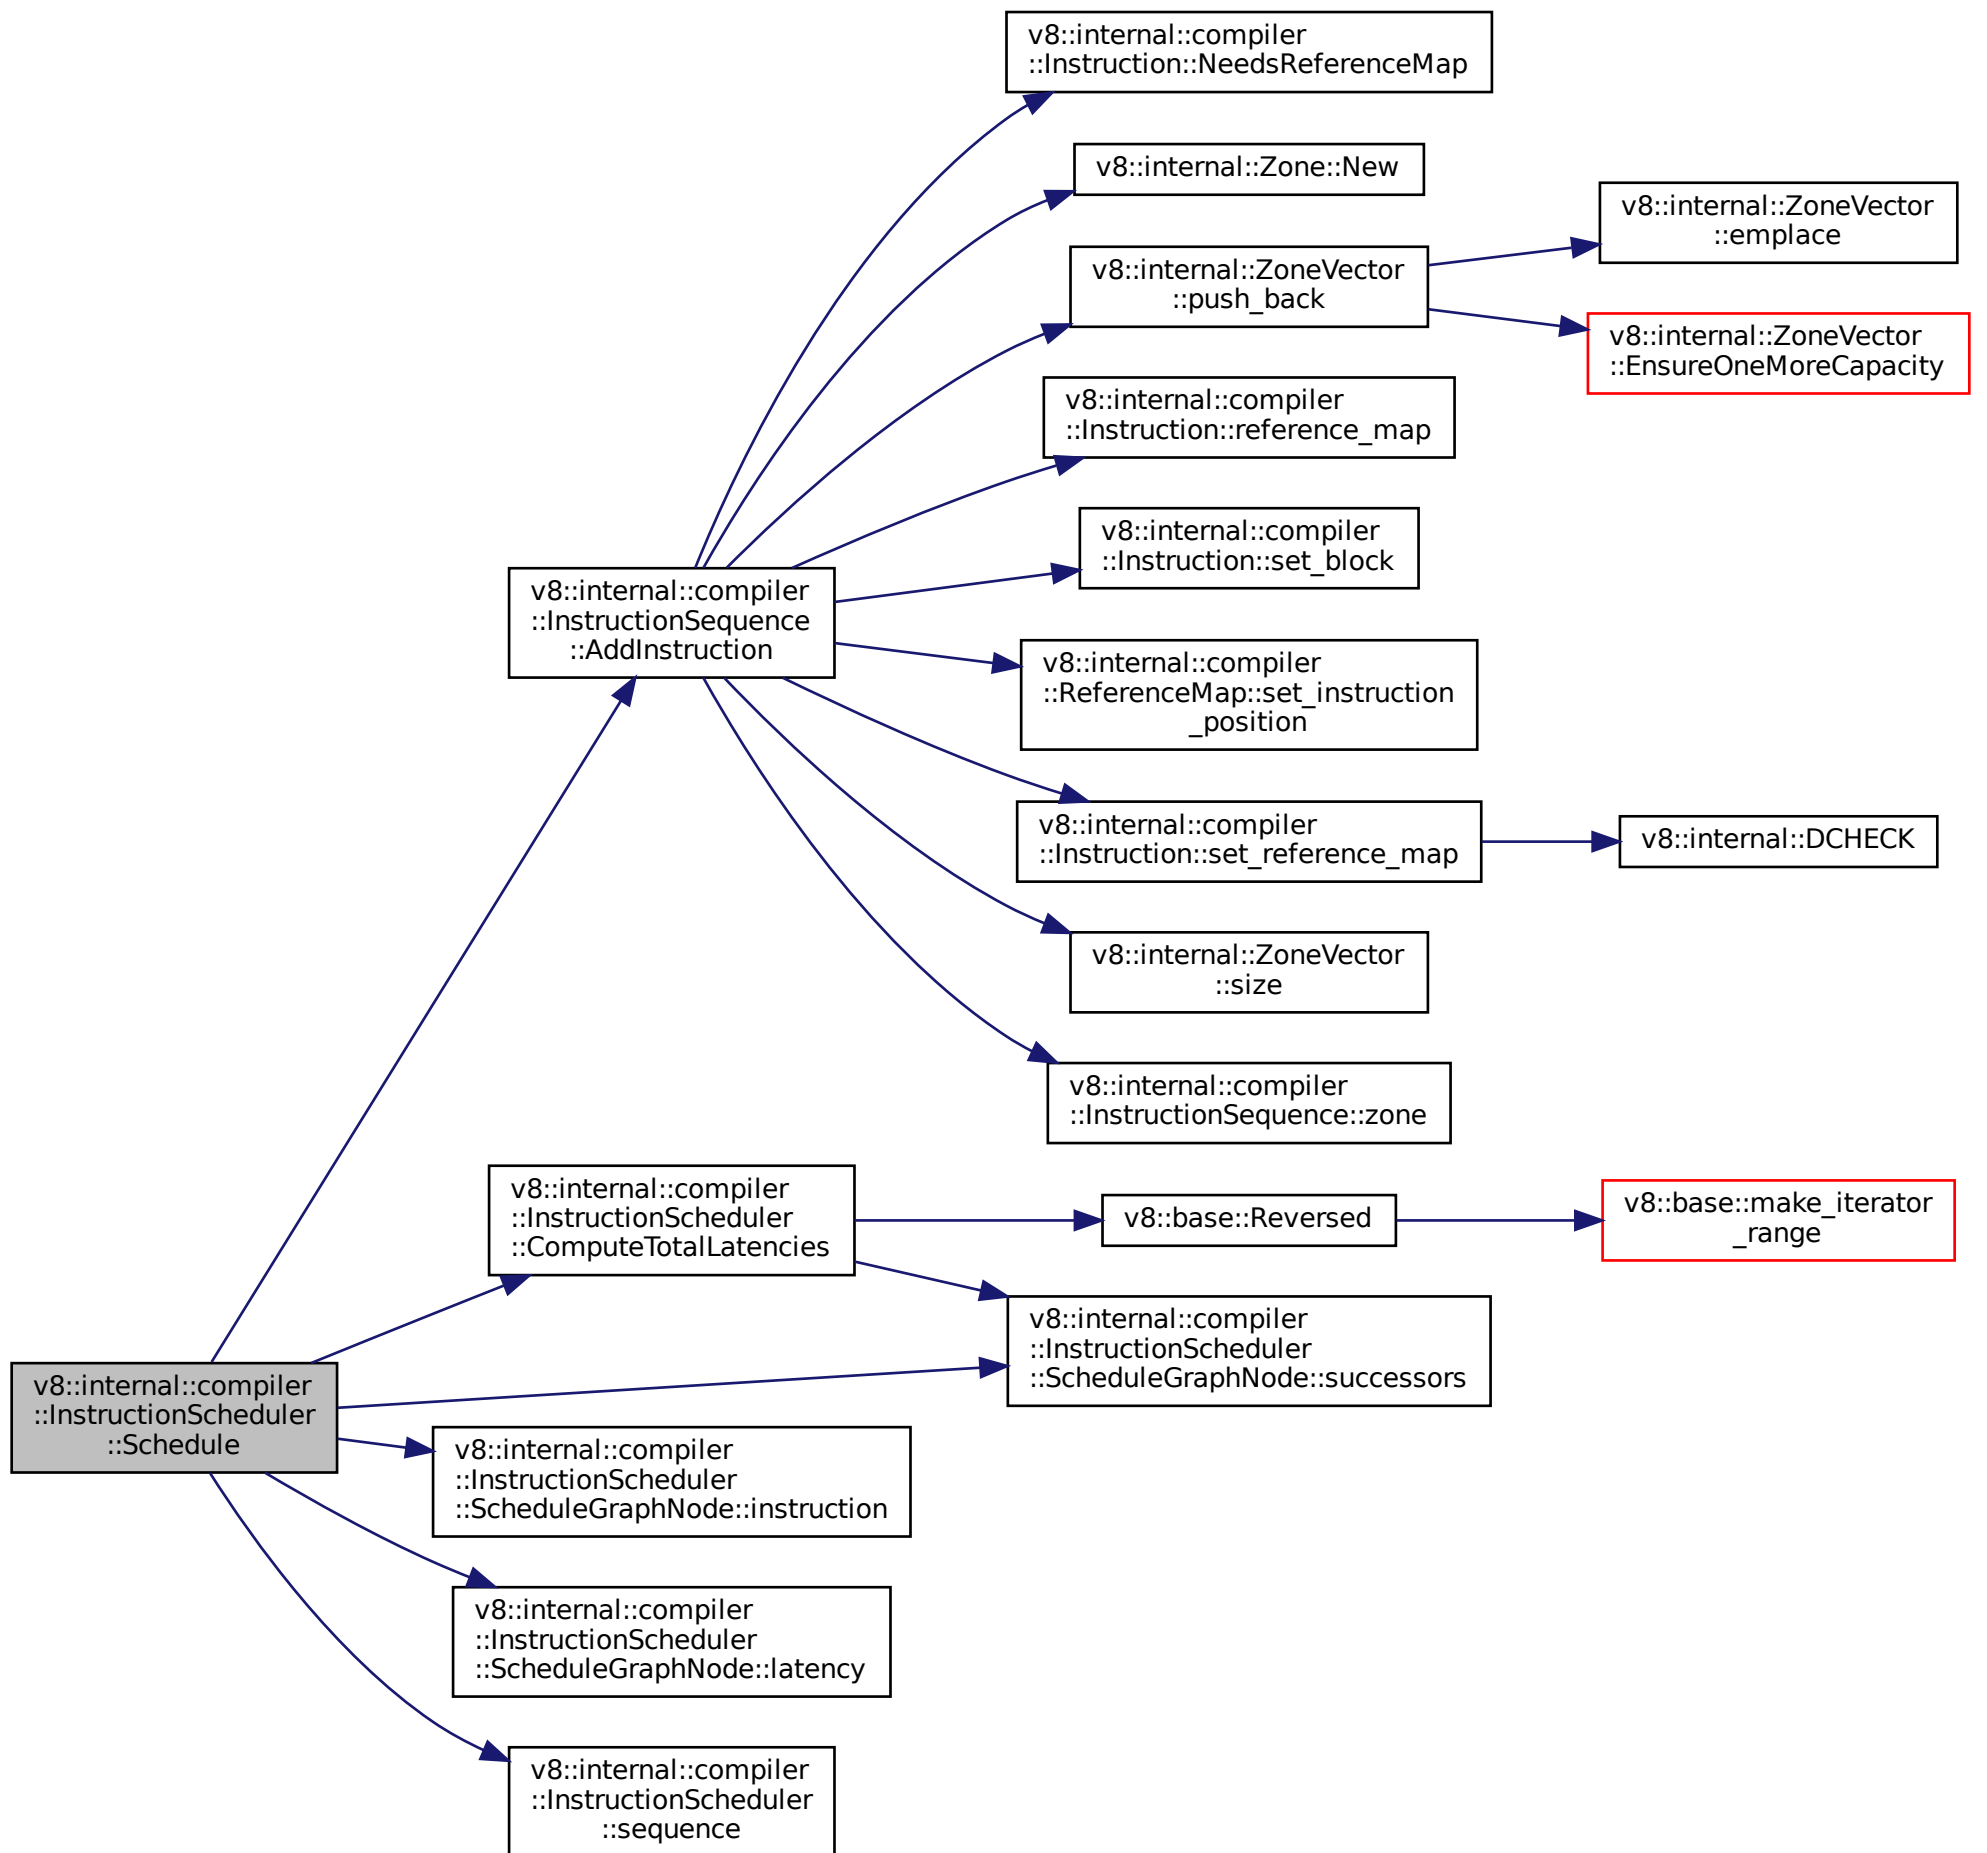 v8::internal::compiler
::Instruction::NeedsReferenceMap
v8::internal::Zone::New
v8::internal::ZoneVector
::emplace
v8::internal::ZoneVector
::push_back
v8::internal::ZoneVector
::EnsureOneMoreCapacity
v8::internal::compiler
::Instruction::reference_map
v8::internal::compiler
::Instruction::set_block
v8::internal::compiler
::InstructionSequence
::AddInstruction
v8::internal::compiler
::ReferenceMap::set_instruction
_position
v8::internal::compiler
::Instruction::set_reference_map
v8::internal::DCHECK
v8::internal::ZoneVector
::size
v8::internal::compiler
::InstructionSequence::zone
v8::internal::compiler
::InstructionScheduler
::ComputeTotalLatencies
v8::base::Reversed
v8::base::make_iterator
_range
v8::internal::compiler
::InstructionScheduler
::ScheduleGraphNode::successors
v8::internal::compiler
::InstructionScheduler
::Schedule
v8::internal::compiler
::InstructionScheduler
::ScheduleGraphNode::instruction
v8::internal::compiler
::InstructionScheduler
::ScheduleGraphNode::latency
v8::internal::compiler
::InstructionScheduler
::sequence